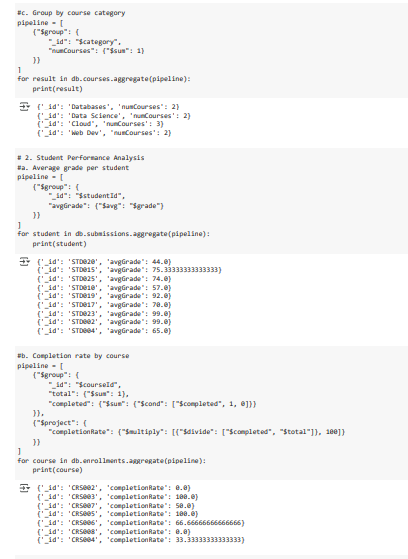 #c. Group by course category
pipeline = [
{"$group": {
"_id": "$category",
"numCourses": {"$sum": 1}
}}
]
for result in db.courses.aggregate(pipeline):
print(result)
{'_id': 'Databases', 'numCourses': 2}
{'_id': 'Data Science', 'numCourses': 2}
{'_id': 'Cloud', 'numCourses': 3}
{'_id': 'Web Dev', 'numCourses': 2}
# 2. Student Performance Analysis
#a. Average grade per student
pipeline = [
{"$group": {
"_id": "$studentId",
"avgGrade": {"$avg": "$grade"}
}}
]
for student in db.submissions.aggregate(pipeline):
print(student)
{'_id': 'STD020', 'avgGrade': 44.0}
{'_id': 'STD015', 'avgGrade': 75.33333333333333}
{'_id': 'STD025', 'avgGrade': 74.0}
{'_id': 'STD010', 'avgGrade': 57.0}
{'_id': 'STD019', 'avgGrade': 92.0}
{'_id': 'STD017', 'avgGrade': 70.0}
{'_id': 'STD023', 'avgGrade': 99.0}
{'_id': 'STD002', 'avgGrade': 99.0}
{'_id': 'STD004', 'avgGrade': 65.0}
#b. Completion rate by course
pipeline = [
{"$group": {
"_id": "$courseId",
"total": {"$sum": 1},
"completed": {"$sum": {"$cond": ["$completed", 1, 0]}}
}},
{"$project": {
"completionRate": {"$multiply": [{"$divide": ["$completed", "$total"]}, 100]}
}}
]
for course in db.enrollments.aggregate(pipeline):
print(course)
{'_id': 'CRS002', 'completionRate': 0.0}
{'_id': 'CRS003', 'completionRate': 100.0}
{'_id': 'CRS007', 'completionRate': 50.0}
{'_id': 'CRS005', 'completionRate': 100.0}
{'_id': 'CRS006', 'completionRate': 66.66666666666666}
{'_id': 'CRS008', 'completionRate': 0.0}
{'_id': 'CRS004', 'completionRate': 33.33333333333333}